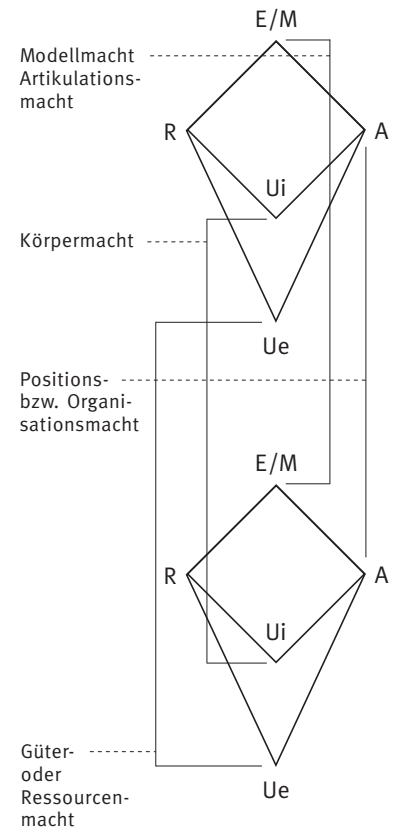 E/M
Modellmacht
Artikulations-
macht
R
A
Ui
Körpermacht
Ue
Positions-
bzw. Organi-
sationsmacht
E/M
R
A
Ui
Güter-
oder
Ressourcen-
macht
Ue